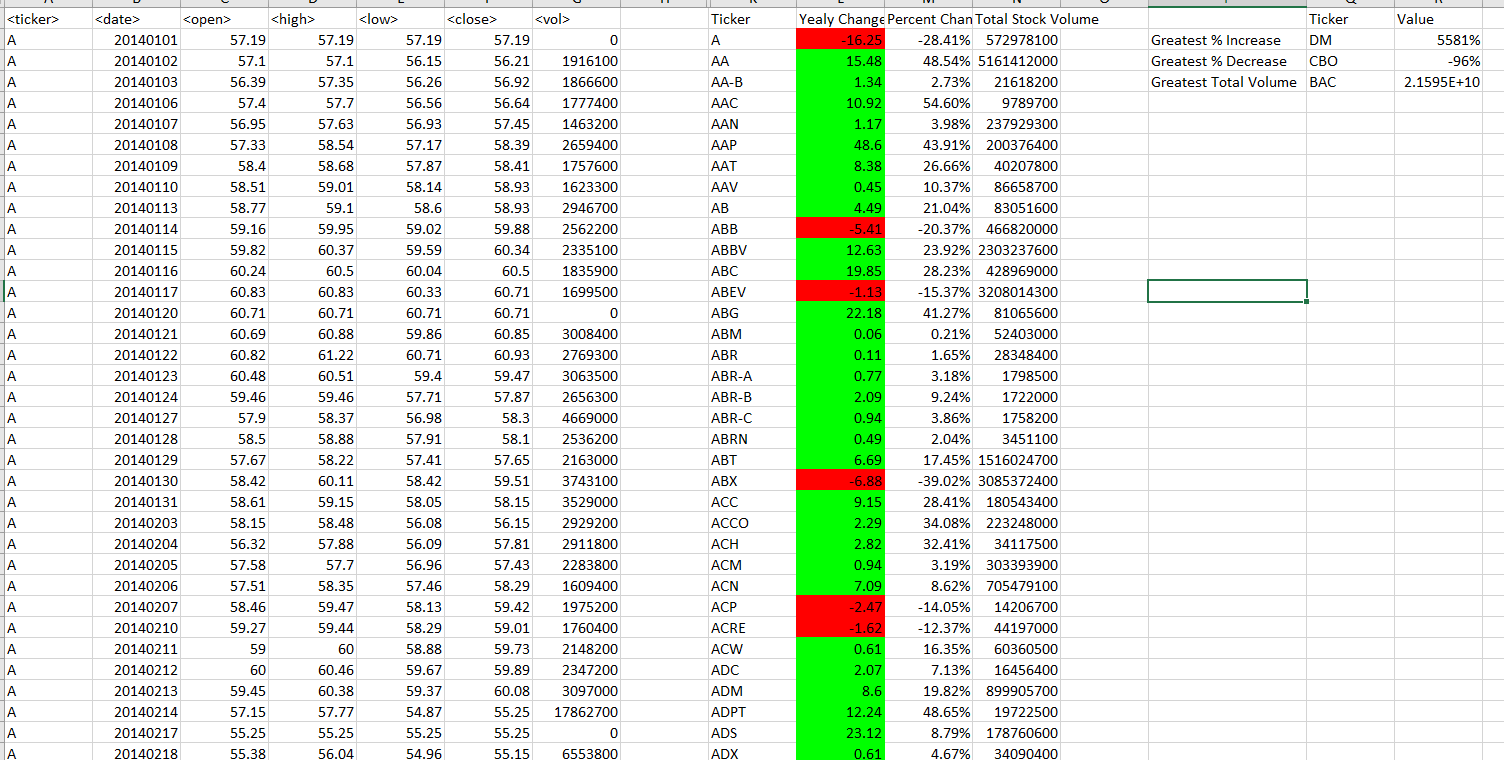 <ticker> <date> <open> <high> <low> <close> <vol> Ticker Yealy Change Percent Chan Total Stock Volume Ticker Value
A 20140101 57.19 57.19 57.19 57.19 0 A -16.25 -28.41% 572978100 Greatest % Increase DM 5581%
A 20140102 57.1 57.1 56.15 56.21 1916100 AA 15.48 48.54% 5161412000 Greatest % Decrease CBO -96%
A 20140103 56.39 57.35 56.26 56.92 1866600 AA-B 1.34 2.73% 21618200 Greatest Total Volume BAC 2.1595E+10
A 20140106 57.4 57.7 56.56 56.64 1777400 AAC 10.92 54.60% 9789700
A 20140107 56.95 57.63 56.93 57.45 1463200 AAN 1.17 3.98% 237929300
A 20140108 57.33 58.54 57.17 58.39 2659400 AAP 48.6 43.91% 200376400
A 20140109 58.4 58.68 57.87 58.41 1757600 AAT 8.38 26.66% 40207800
A 20140110 58.51 59.01 58.14 58.93 1623300 AAV 0.45 10.37% 86658700
A 20140113 58.77 59.1 58.6 58.93 2946700 AB 4.49 21.04% 83051600
A 20140114 59.16 59.95 59.02 59.88 2562200 ABB -5.41 -20.37% 466820000
A 20140115 59.82 60.37 59.59 60.34 2335100 ABBV 12.63 23.92% 2303237600
A 20140116 60.24 60.5 60.04 60.5 1835900 ABC 19.85 28.23% 428969000
A 20140117 60.83 60.83 60.33 60.71 1699500 ABEV -1.13 -15.37% 3208014300
A 20140120 60.71 60.71 60.71 60.71 0 ABG 22.18 41.27% 81065600
A 20140121 60.69 60.88 59.86 60.85 3008400 ABM 0.06 0.21% 52403000
A 20140122 60.82 61.22 60.71 60.93 2769300 ABR 0.11 1.65% 28348400
A 20140123 60.48 60.51 59.4 59.47 3063500 ABR-A 0.77 3.18% 1798500
A 20140124 59.46 59.46 57.71 57.87 2656300 ABR-B 2.09 9.24% 1722000
A 20140127 57.9 58.37 56.98 58.3 4669000 ABR-C 0.94 3.86% 1758200
A 20140128 58.5 58.88 57.91 58.1 2536200 ABRN 0.49 2.04% 3451100
A 20140129 57.67 58.22 57.41 57.65 2163000 ABT 6.69 17.45% 1516024700
A 20140130 58.42 60.11 58.42 59.51 3743100 ABX -6.88 -39.02% 3085372400
A 20140131 58.61 59.15 58.05 58.15 3529000 ACC 9.15 28.41% 180543400
A 20140203 58.15 58.48 56.08 56.15 2929200 ACCO 2.29 34.08% 223248000
A 20140204 56.32 57.88 56.09 57.81 2911800 ACH 2.82 32.41% 34117500
A 20140205 57.58 57.7 56.96 57.43 2283800 ACM 0.94 3.19% 303393900
A 20140206 57.51 58.35 57.46 58.29 1609400 ACN 7.09 8.62% 705479100
A 20140207 58.46 59.47 58.13 59.42 1975200 ACP -2.47 -14.05% 14206700
A 20140210 59.27 59.44 58.29 59.01 1760400 ACRE -1.62 -12.37% 44197000
A 20140211 59 60 58.88 59.73 2148200 ACW 0.61 16.35% 60360500
A 20140212 60 60.46 59.67 59.89 2347200 ADC 2.07 7.13% 16456400
A 20140213 59.45 60.38 59.37 60.08 3097000 ADM 8.6 19.82% 899905700
A 20140214 57.15 57.77 54.87 55.25 17862700 ADPT 12.24 48.65% 19722500
A 20140217 55.25 55.25 55.25 55.25 0 ADS 23.12 8.79% 178760600
A 20140218 55.38 56.04 54.96 55.15 6553800 ADX 0.61 4.67% 34090400